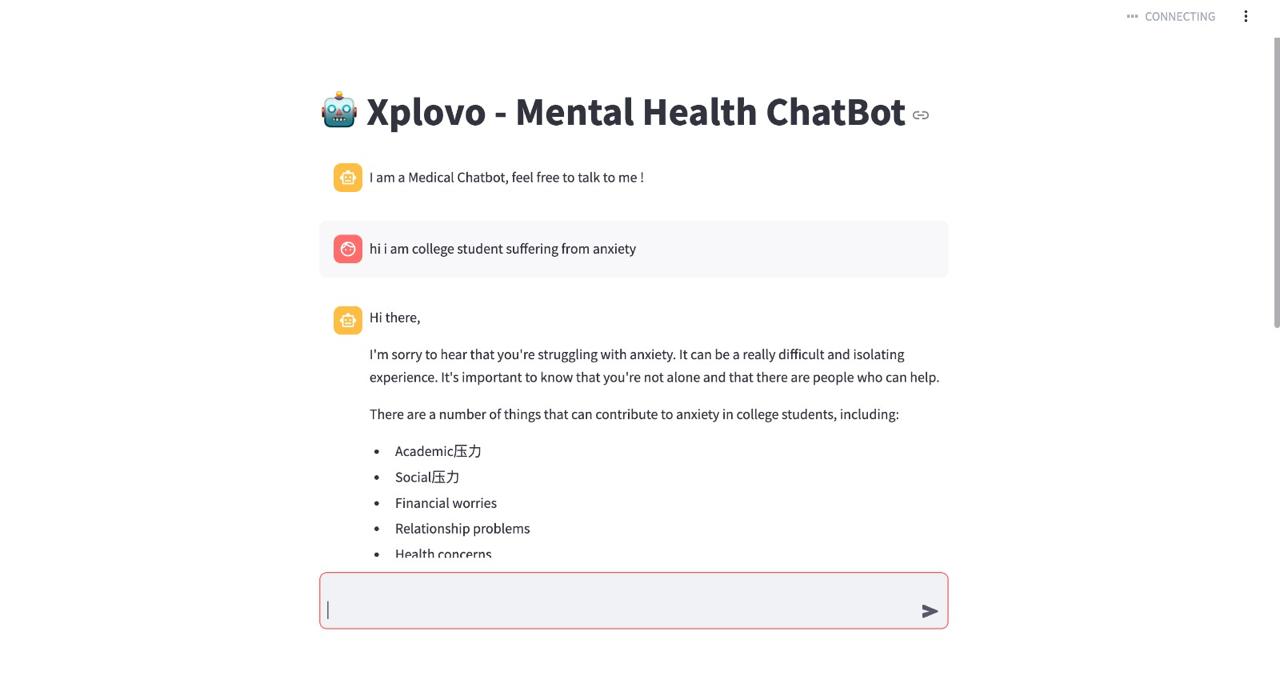 CONNECTING
Xplovo - Mental Health ChatBot
I am a Medical Chatbot, feel free to talk to me !
hi i am college student suffering from anxiety
Hi there,
I'm sorry to hear that you're struggling with anxiety. It can be a really difficult and isolating
experience. It's important to know that you're not alone and that there are people who can help.
There are a number of things that can contribute to anxiety in college students, including:
• Academic压力
• Social压力
• Financial worries
• Relationship problems
• Health concerns